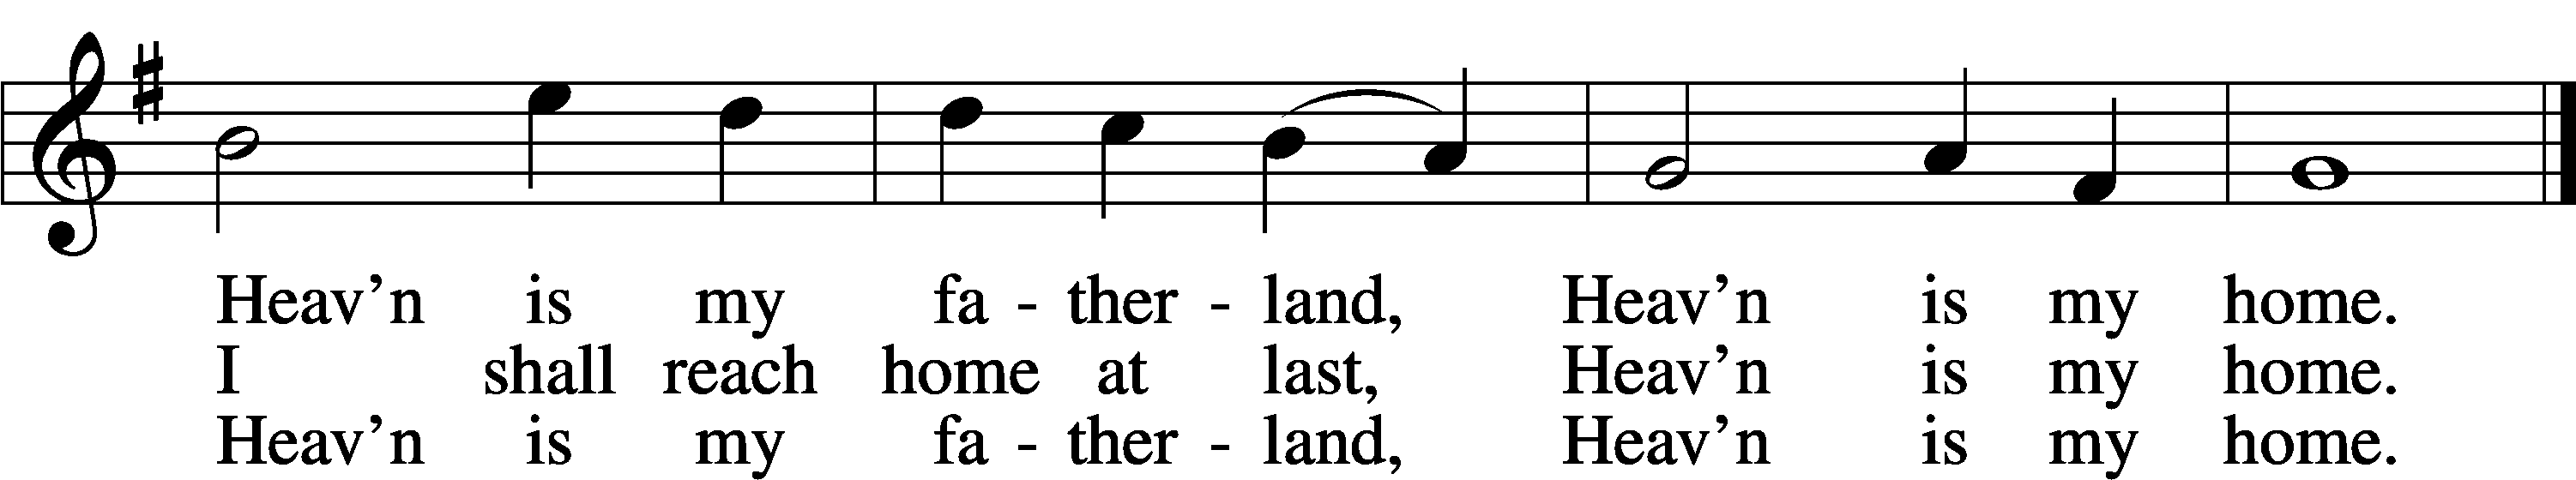 Heav’n is my fa - ther - land, Heav’n is my home.
I shall reach home at last, Heav’n is my home.
Heav’n is my fa - ther - land, Heav’n is my home.